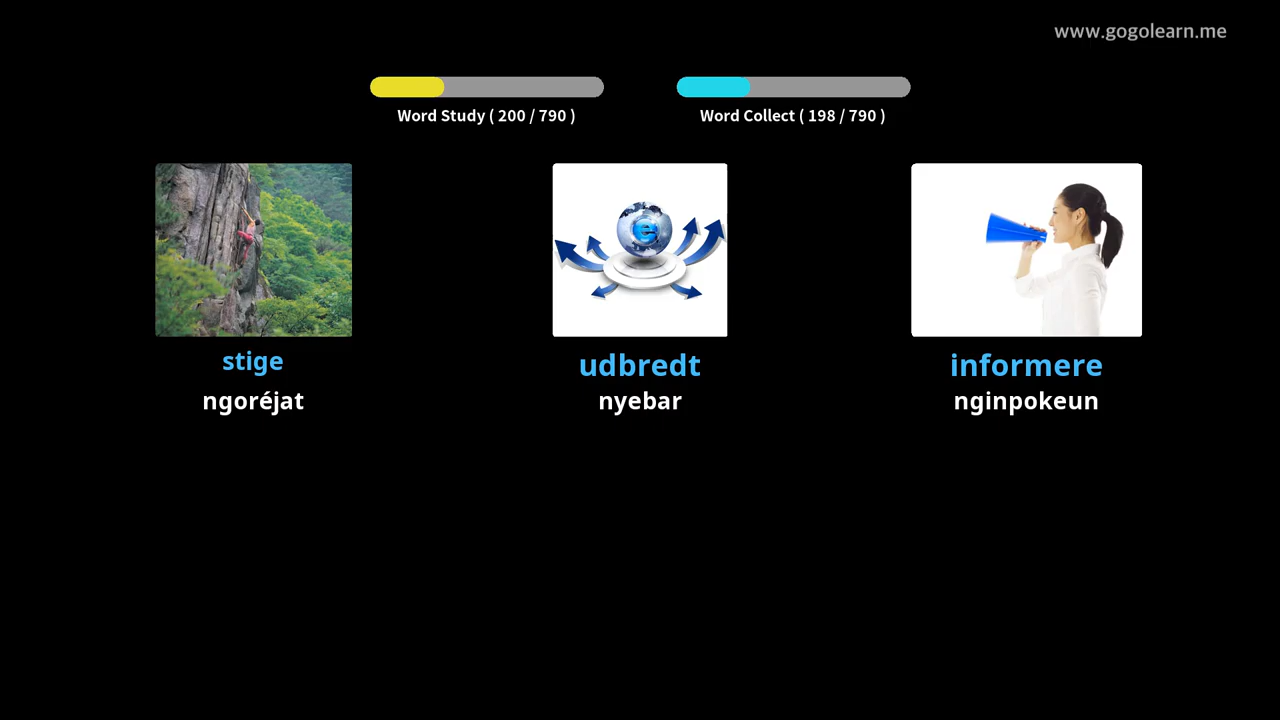 www.gogolearn.me
Word Study ( 200 / 790 )
Word Collect ( 198 / 790 )
e
stige
udbredt
informere
ngoréjat
nyebar
nginpokeun